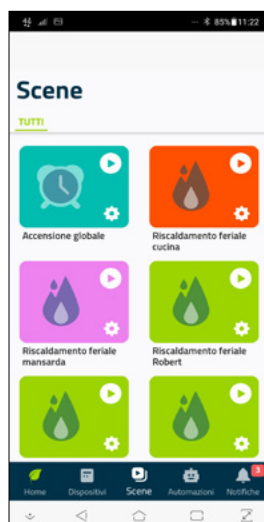 85% 11:22
Scene
TUTTI
Accensione globale
Riscaldamento feriale
cucina
Riscaldamento feriale
mansarda
Riscaldamento feriale
Robert
3
Home Dispositivi Scene Automazioni Notifiche